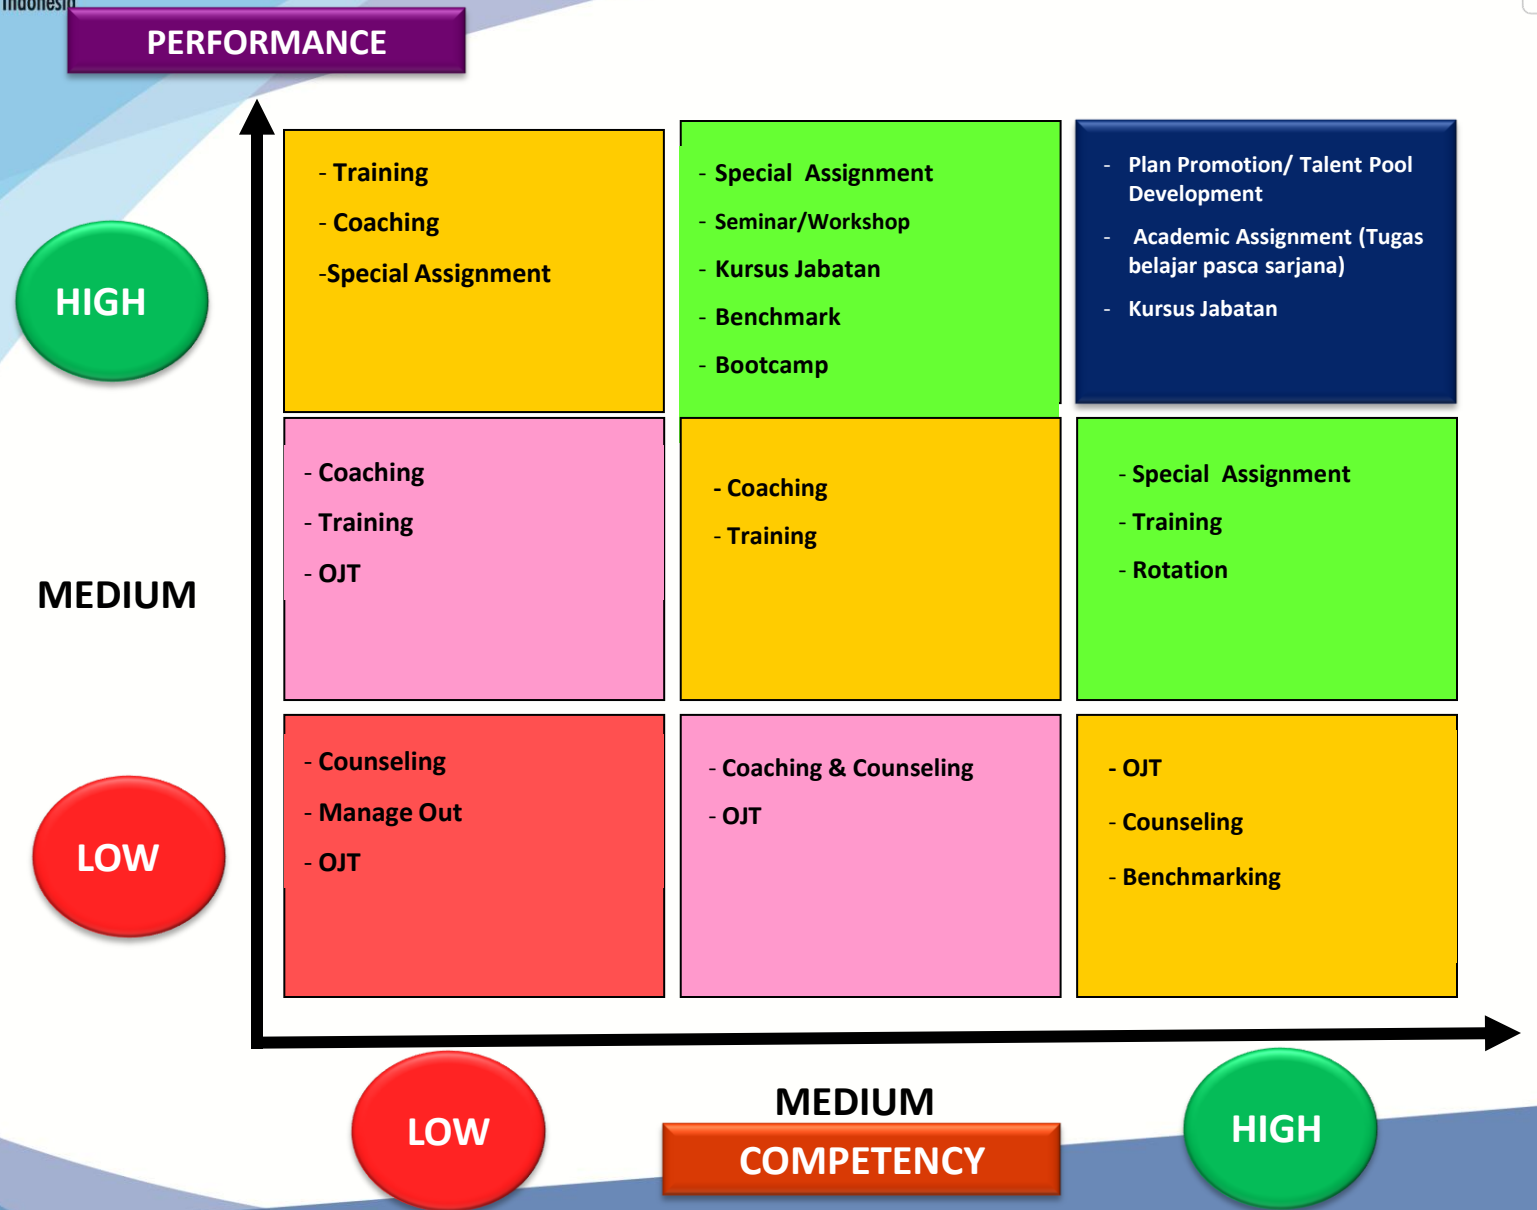 Indonesia
PERFORMANCE
HIGH
- Training
- Coaching
-Special Assignment
- Special Assignment
- Seminar/Workshop
- Kursus Jabatan
- Benchmark
- Bootcamp
- Plan Promotion/ Talent Pool
Development
- Academic Assignment (Tugas
belajar pasca sarjana)
- Kursus Jabatan
MEDIUM
- Coaching
- Training
- OJT
- Coaching
- Training
- Special Assignment
- Training
- Rotation
LOW
- Counseling
- Manage Out
- OJT
- Coaching & Counseling
- OJT
- OJT
- Counseling
- Benchmarking
LOW
MEDIUM
HIGH
COMPETENCY